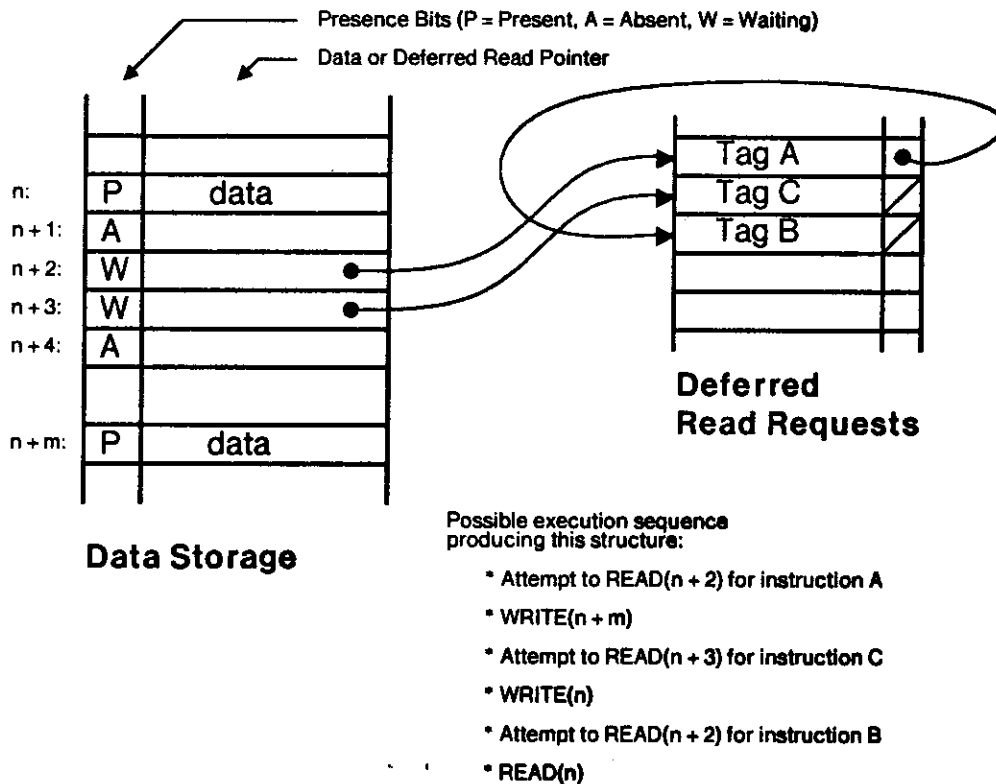 Presence Bits (P = Present, A = Absent, W = Waiting)
Data or Deferred Read Pointer
n: P data
n + 1: A
n + 2: W
n + 3: W
n + 4: A
n + m: P data
Data Storage
Tag A
Tag C
Tag B
Deferred
Read Requests
Possible execution sequence
producing this structure:
* Attempt to READ(n + 2) for instruction A
* WRITE(n + m)
* Attempt to READ(n + 3) for instruction C
* WRITE(n)
* Attempt to READ(n + 2) for instruction B
* READ(n)